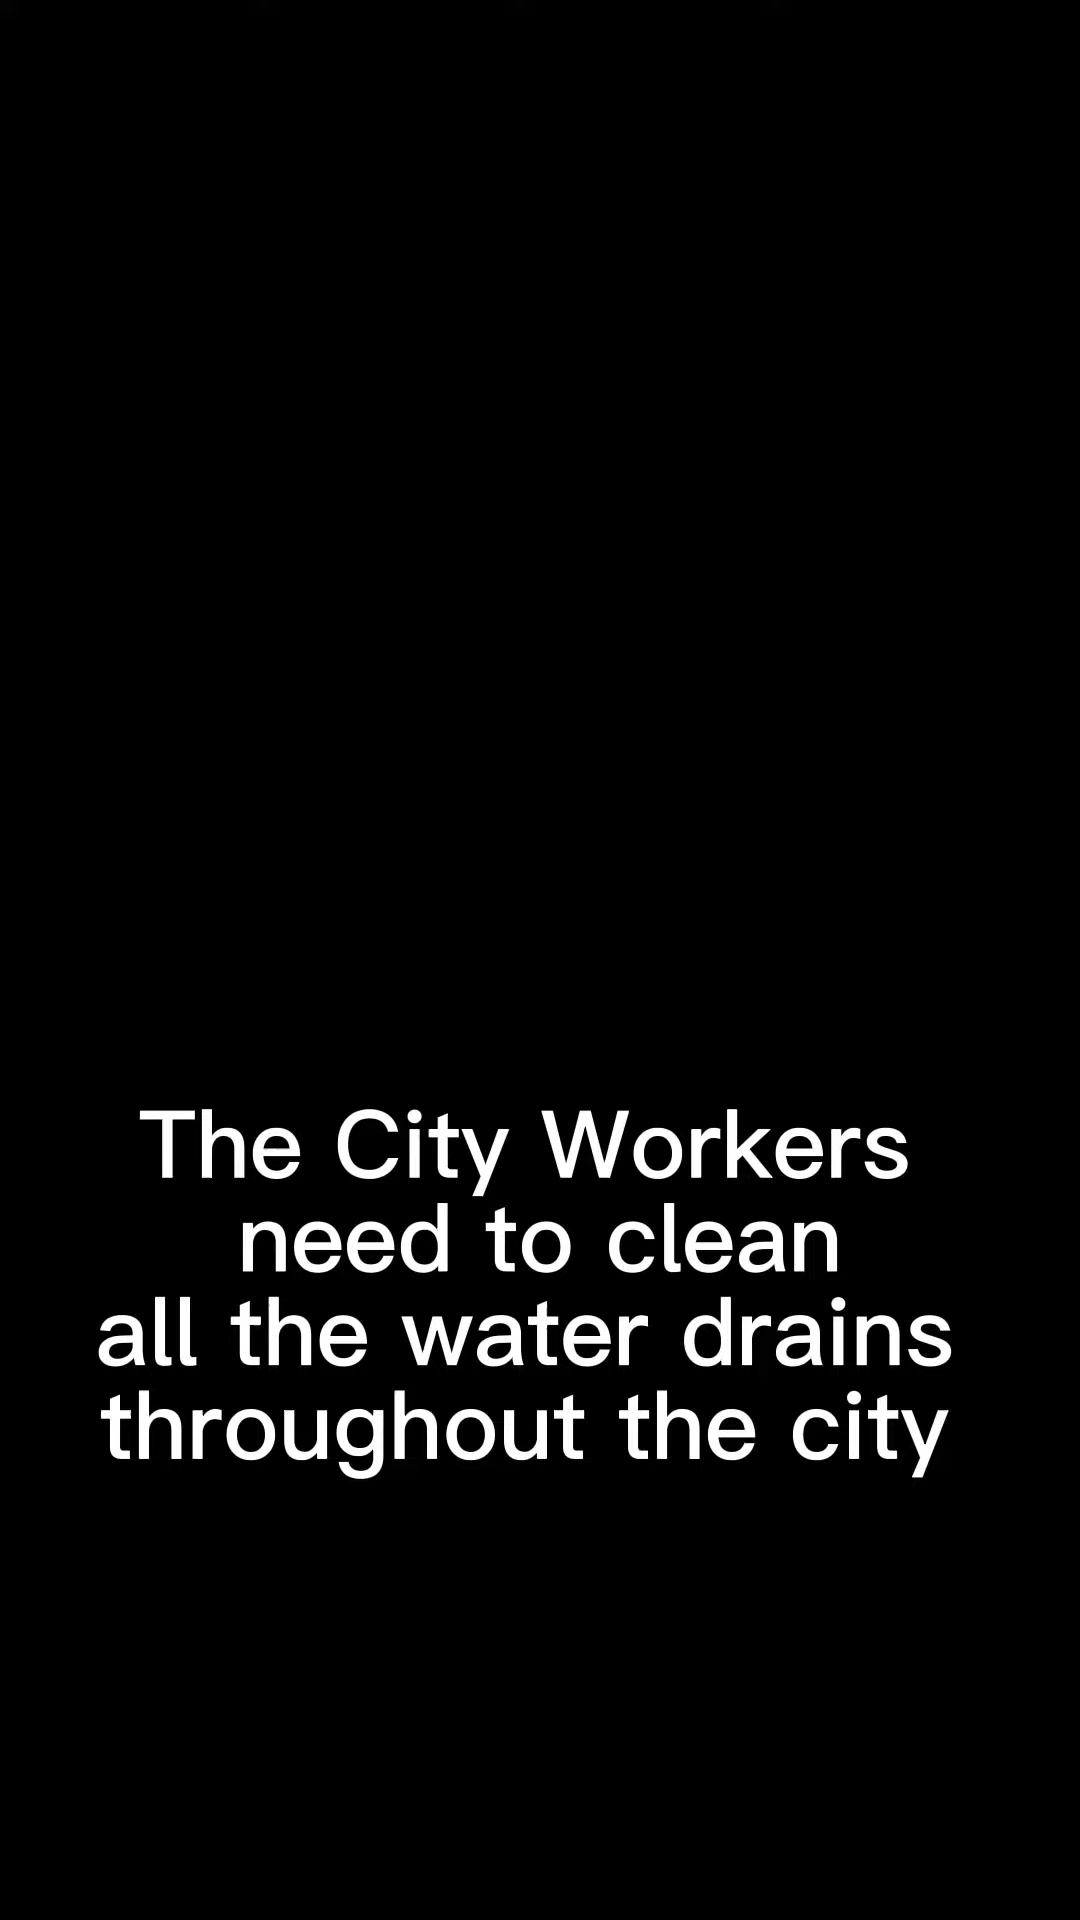 The City Workers
need to clean
all the water drains
throughout the city